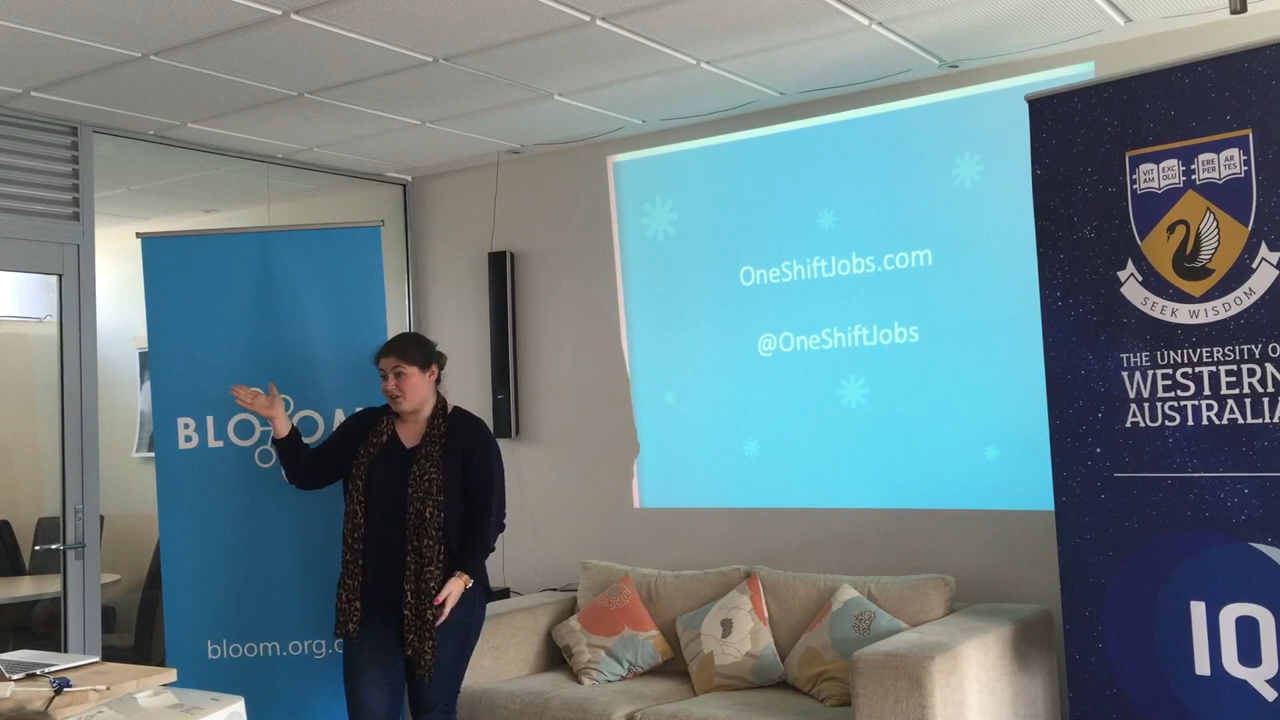 BLOOM
bloom.org.
OneShiftJobs.com
@OneShiftJobs
VIT AM
EXC OLU
ERE PER
AR TES
SEEK WISDOM
THE UNIVERSITY O
WESTERN
AUSTRALIA
IQ